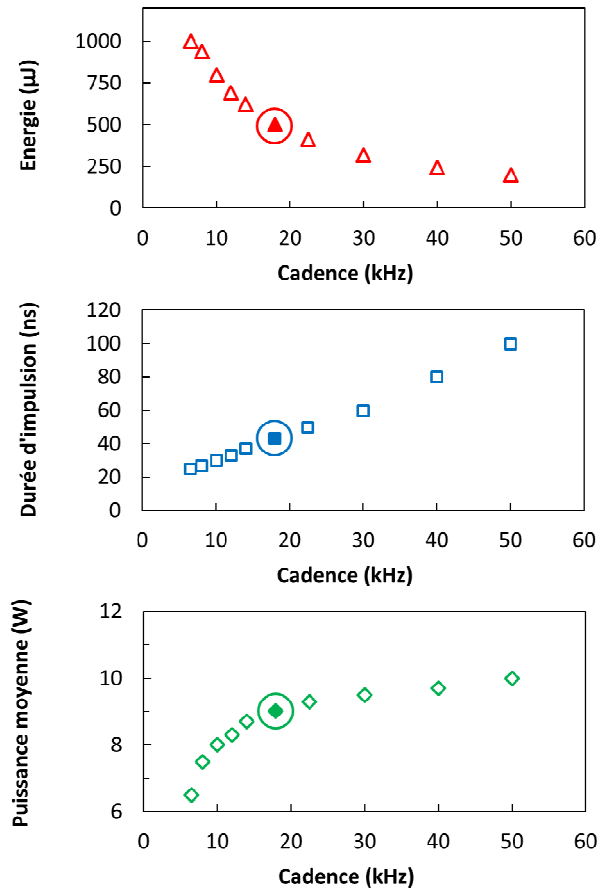 Energie (µJ)
1000
750
500
250
0
0 10 20 30 40 50 60
Cadence (kHz)
Durée d'impulsion (ns)
120
100
80
60
40
20
0
0 10 20 30 40 50 60
Cadence (kHz)
Puissance moyenne (W)
12
10
8
6
0 10 20 30 40 50 60
Cadence (kHz)